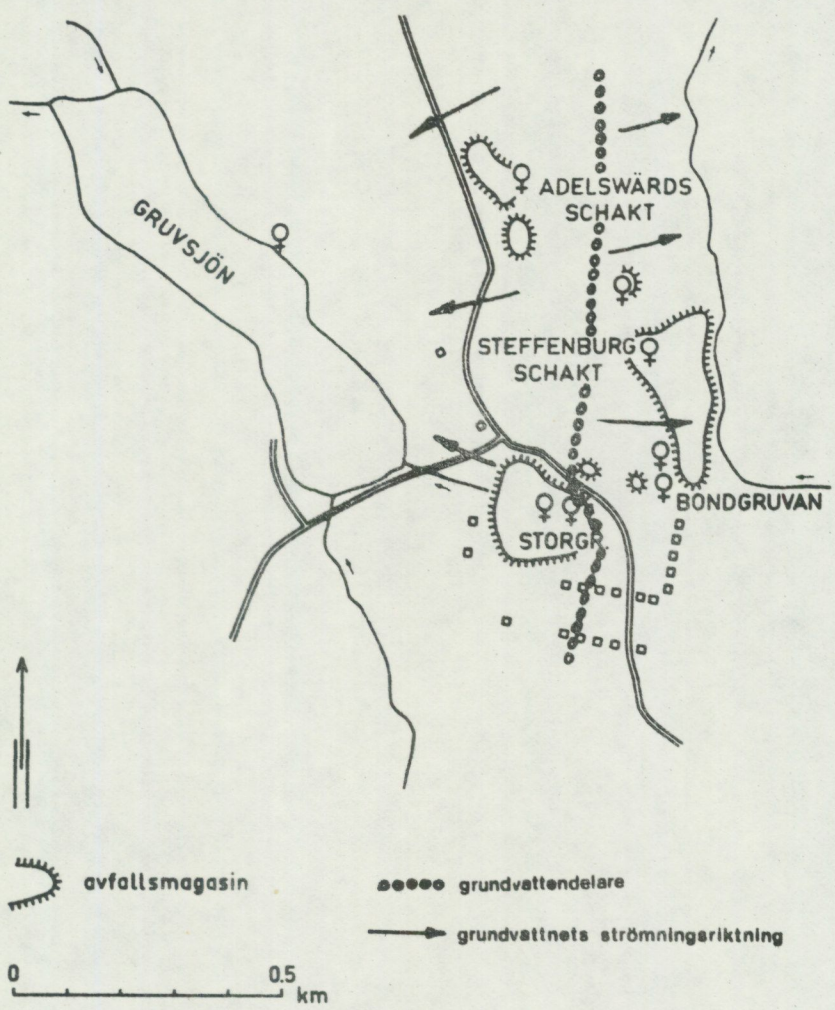 GRUVSJÖN
ADELSWÄRDS
SCHAKT
STEFFENBURG
SCHAKT
BONDGRUVAN
STORGR.
avfallsmagasin
grundvattendelare
grundvattnets strömningsriktning
0 0.5
km